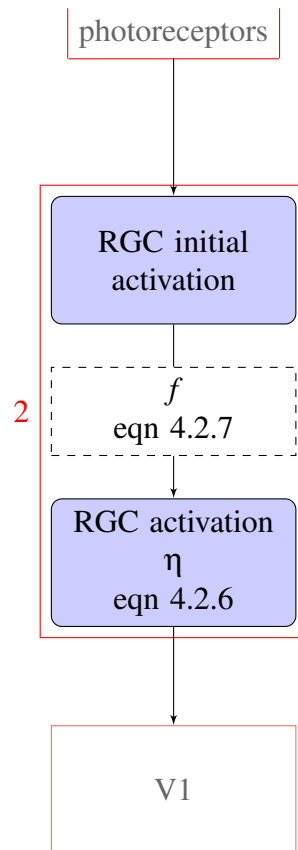 photoreceptors
RGC initial
activation
f
eqn 4.2.7
2
RGC activation
η
eqn 4.2.6
V1